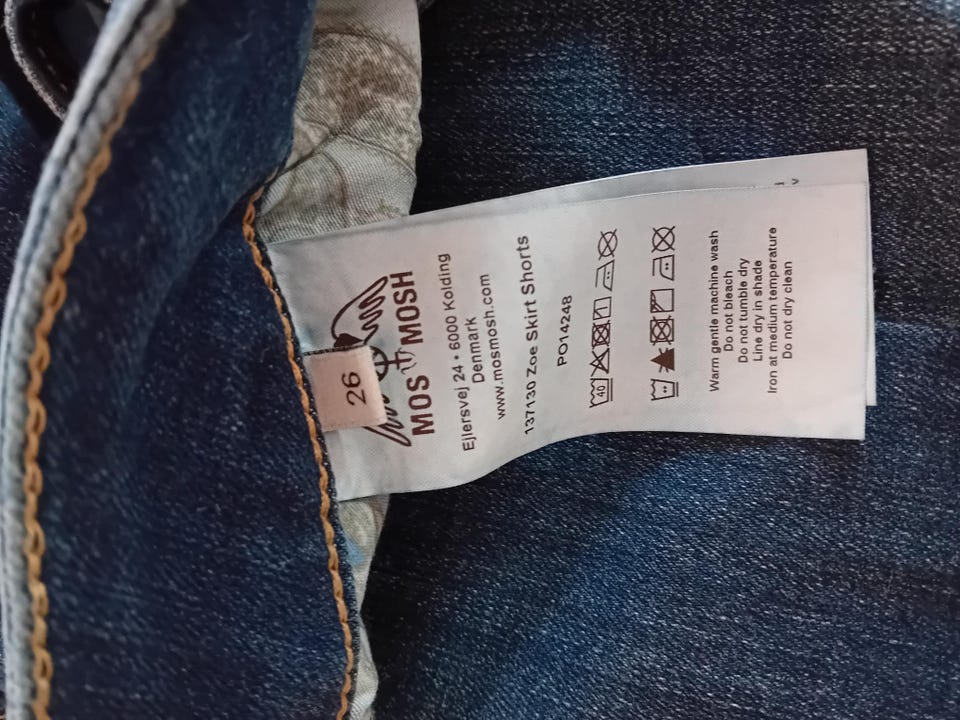 26
MOS MOSH
Ejlersvej 24 • 6000 Kolding
Denmark
www.mosmosh.com
137130 Zoe Skirt Shorts
PO14248
40
Warm gentle machine wash
Do not bleach
Do not tumble dry
Line dry in shade
Iron at medium temperature
Do not dry clean